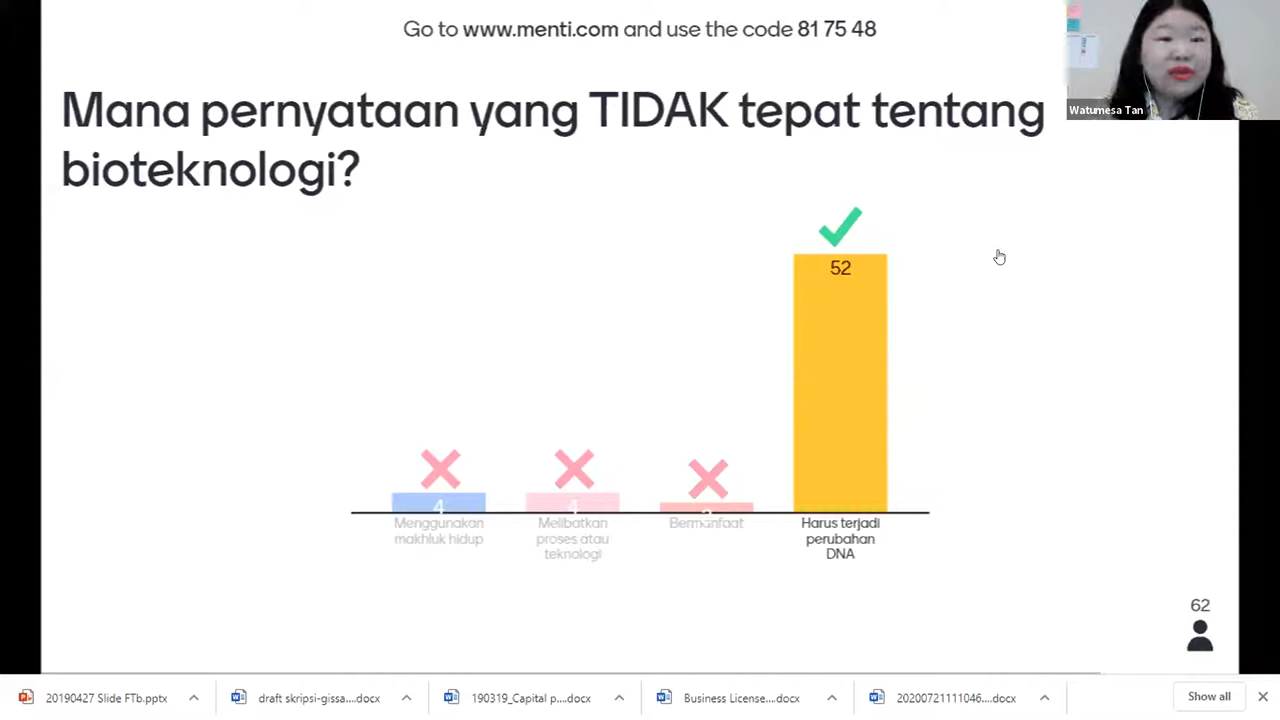 Go to www.menti.com and use the code 81 75 48
Watumesa Tan
Mana pernyataan yang TIDAK tepat tentang
bioteknologi?
52
4
4
Menggunakan
makhluk hidup
Melibatkan
proses atau
teknologi
Bermanfaat
Harus terjadi
perubahan
DNA
62
20190427 Slide FTb.pptx
draft skripsi-gissa....docx
190319_Capital p....docx
Business License....docx
20200721111046....docx
Show all